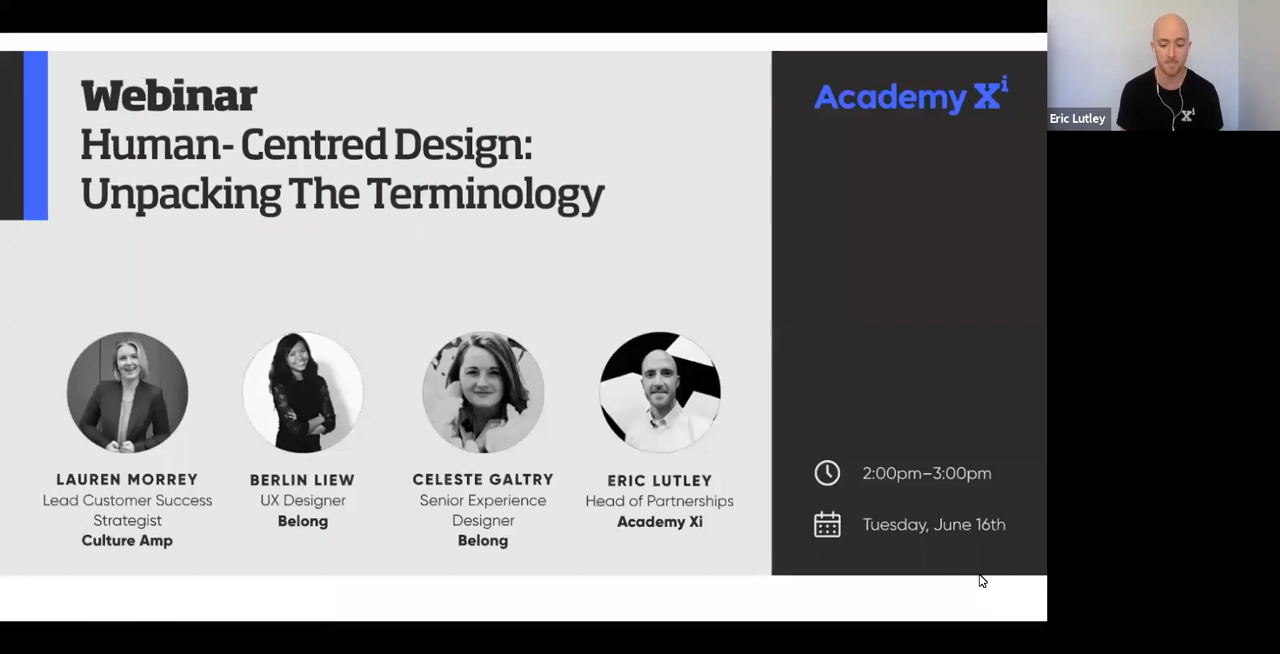 Webinar
Human- Centred Design:
Unpacking The Terminology
Academy Xi
Eric Lutley
Xi
LAUREN MORREY
Lead Customer Success
Strategist
Culture Amp
BERLIN LIEW
UX Designer
Belong
CELESTE GALTRY
Senior Experience
Designer
Belong
ERIC LUTLEY
Head of Partnerships
Academy Xi
2:00pm–3:00pm
Tuesday, June 16th